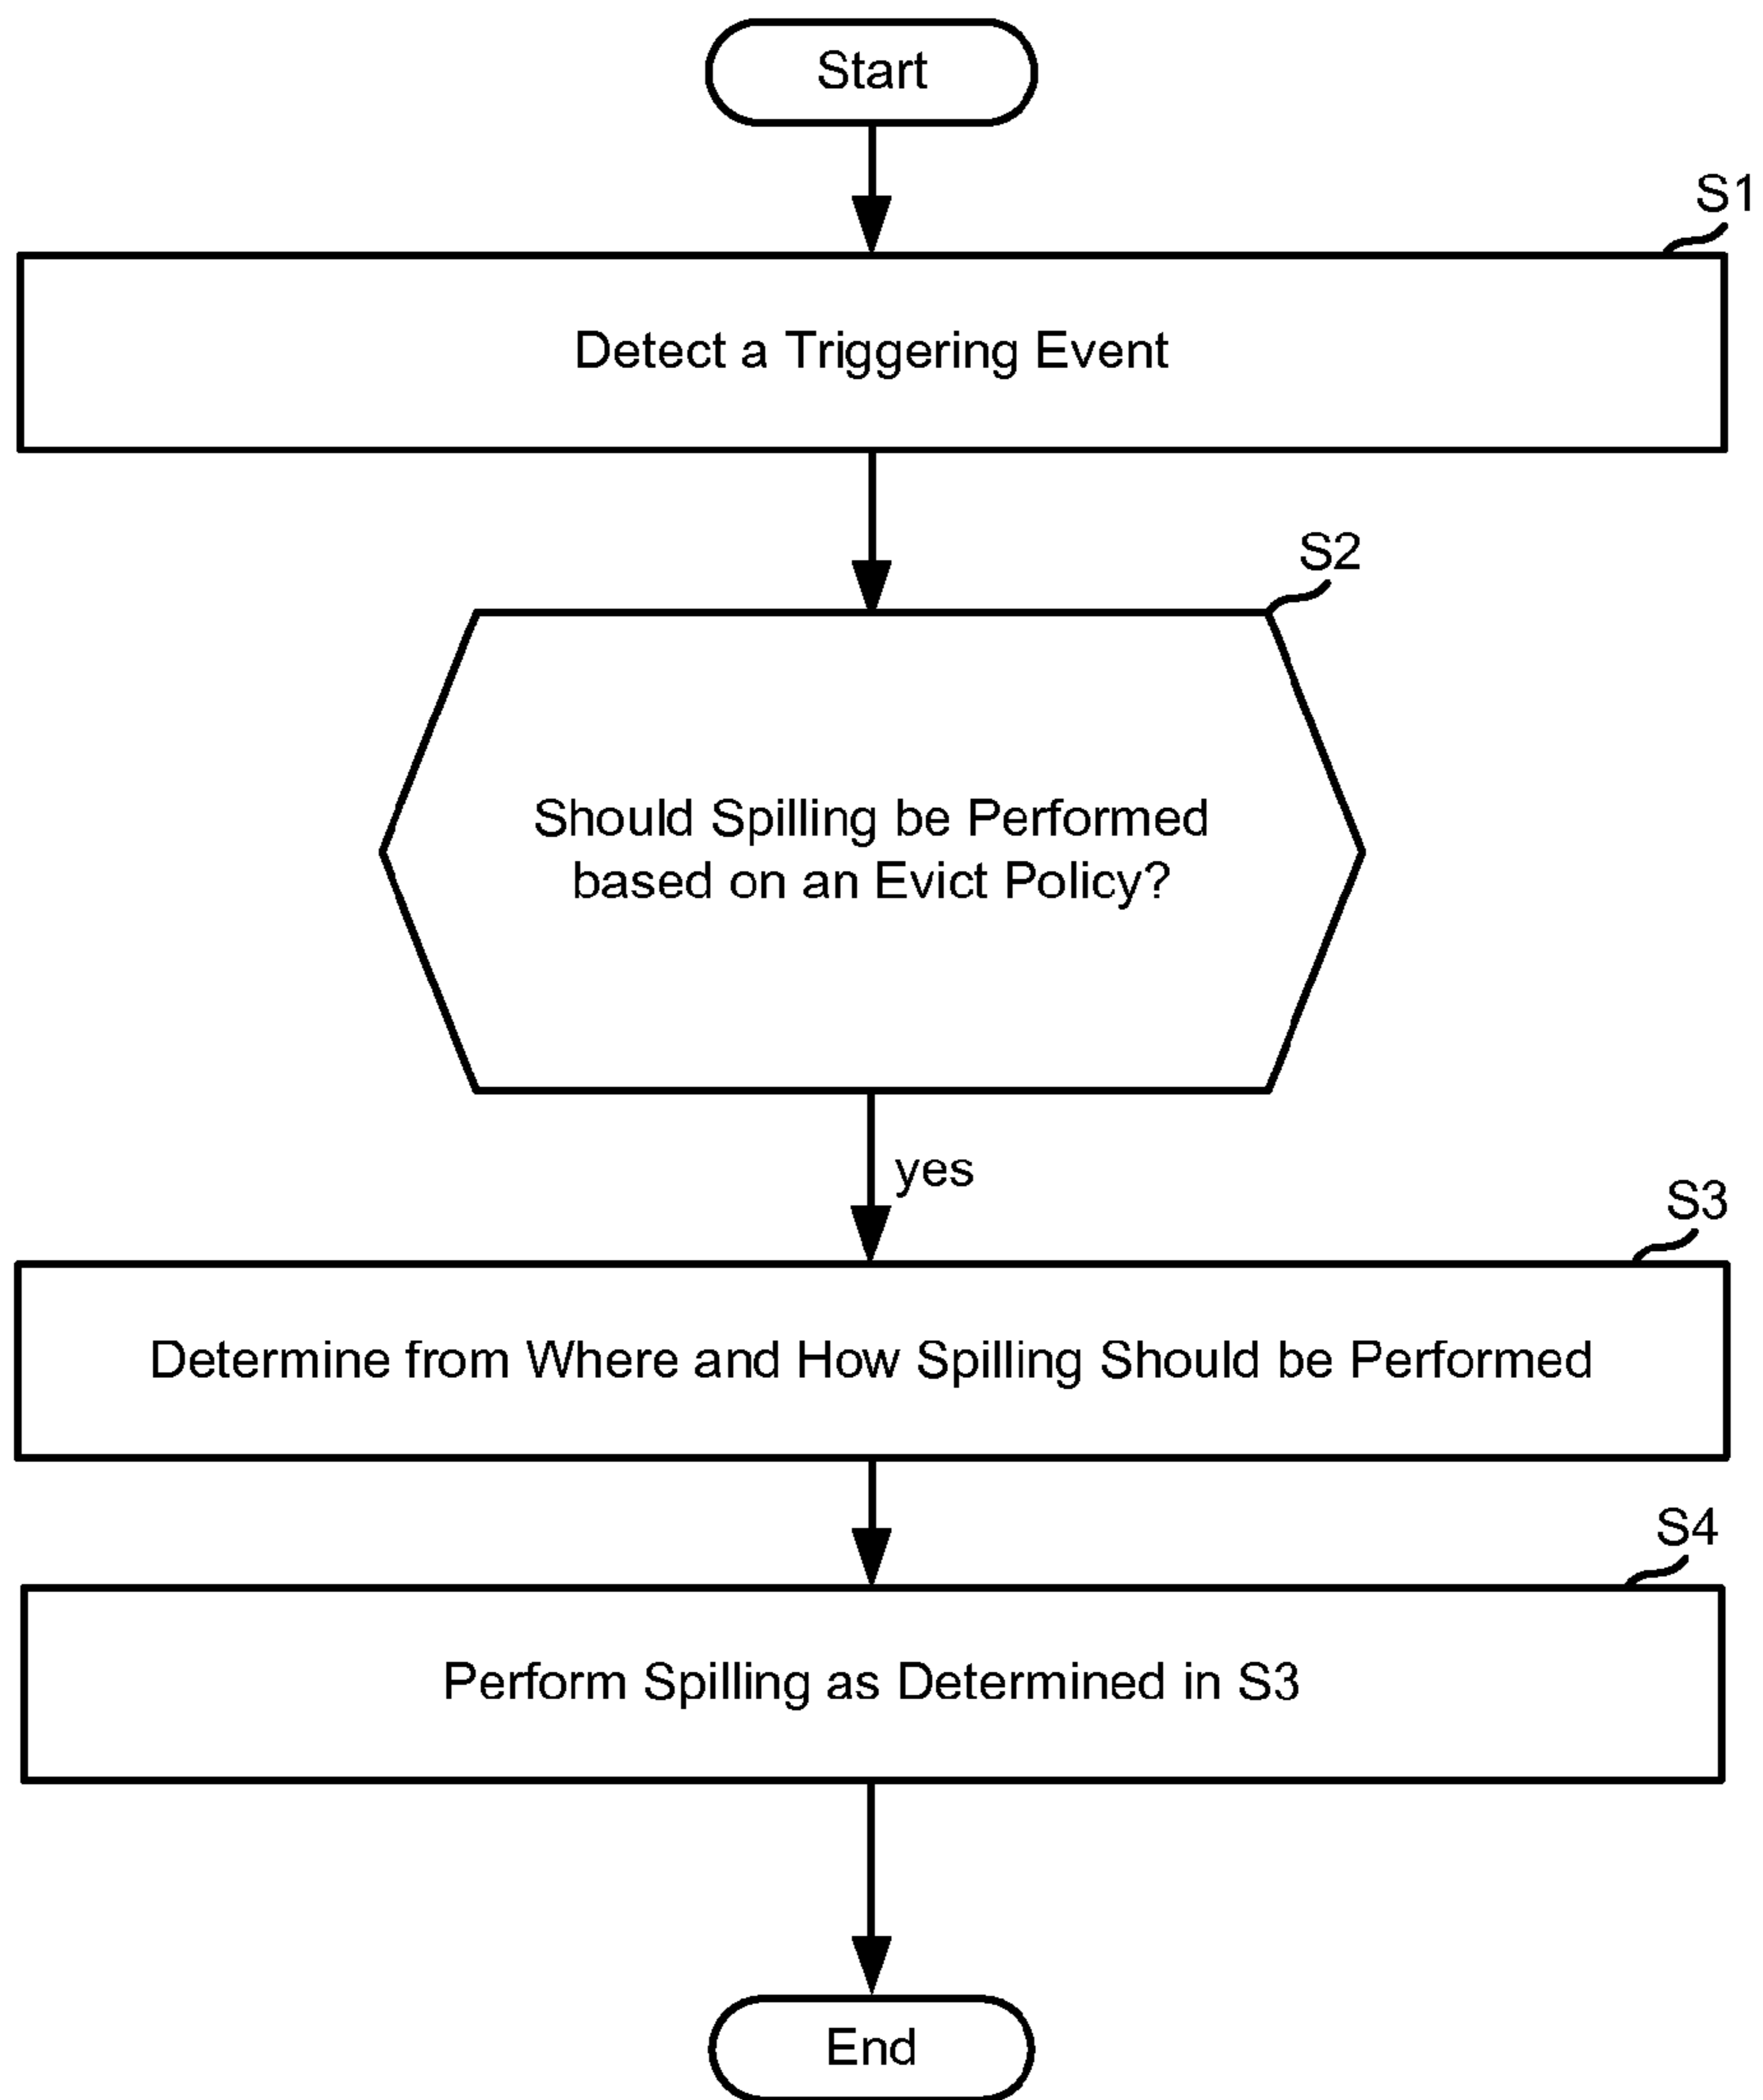 Start
S1
Detect a Triggering Event
S2
Should Spilling be Performed
based on an Evict Policy?
yes
S3
Determine from Where and How Spilling Should be Performed
S4
Perform Spilling as Determined in S3
End